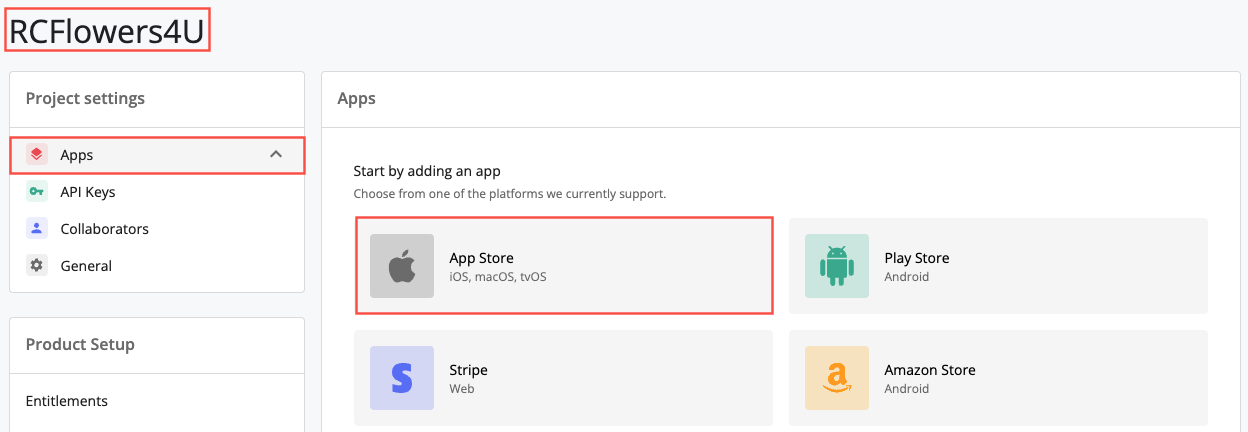 RCFlowers4U
Project settings
Apps
API Keys
Collaborators
General
Product Setup
Entitlements
Apps
Start by adding an app
Choose from one of the platforms we currently support.
App Store
iOS, macOS, tvOS
Play Store
Android
Stripe
Web
Amazon Store
Android